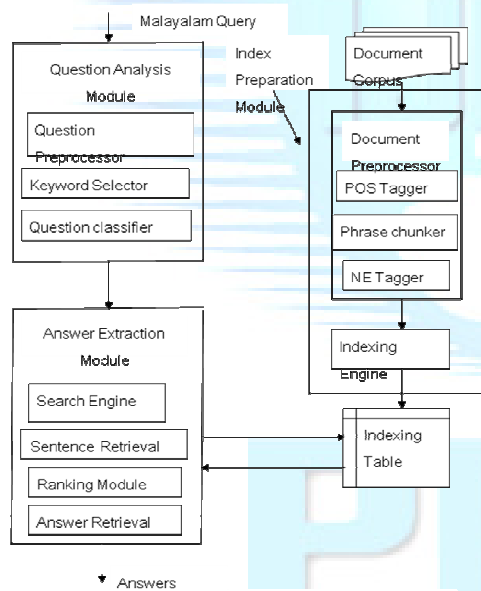 Malayalam Query
Question Analysis
Module
Question
Preprocessor
Keyword Selector
Question classifier
Answer Extraction
Module
Search Engine
Sentence Retrieval
Ranking Module
Answer Retrieval
Answers
Index
Preparation
Module
Document
Corpus
Document
Preprocessor
POS Tagger
Phrase chunker
NE Tagger
Indexing
Engine
Indexing
Table